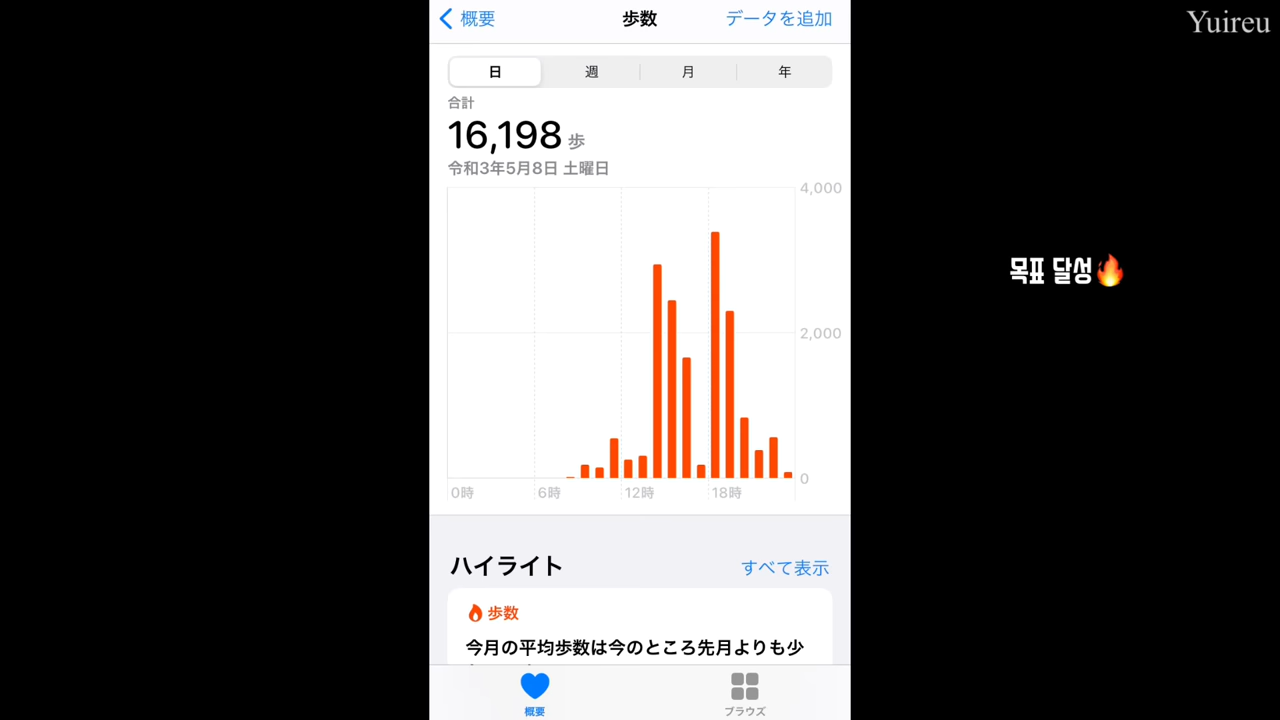 概要
歩数
データを追加
Yuireu
日
週
月
年
合計
16,198 歩
令和3年5月8日 土曜日
4,000
목표 달성🔥
2,000
0
0時
6時
12時
18時
ハイライト
すべて表示
歩数
今月の平均歩数は今のところ先月よりも少
概要
ブラウズ